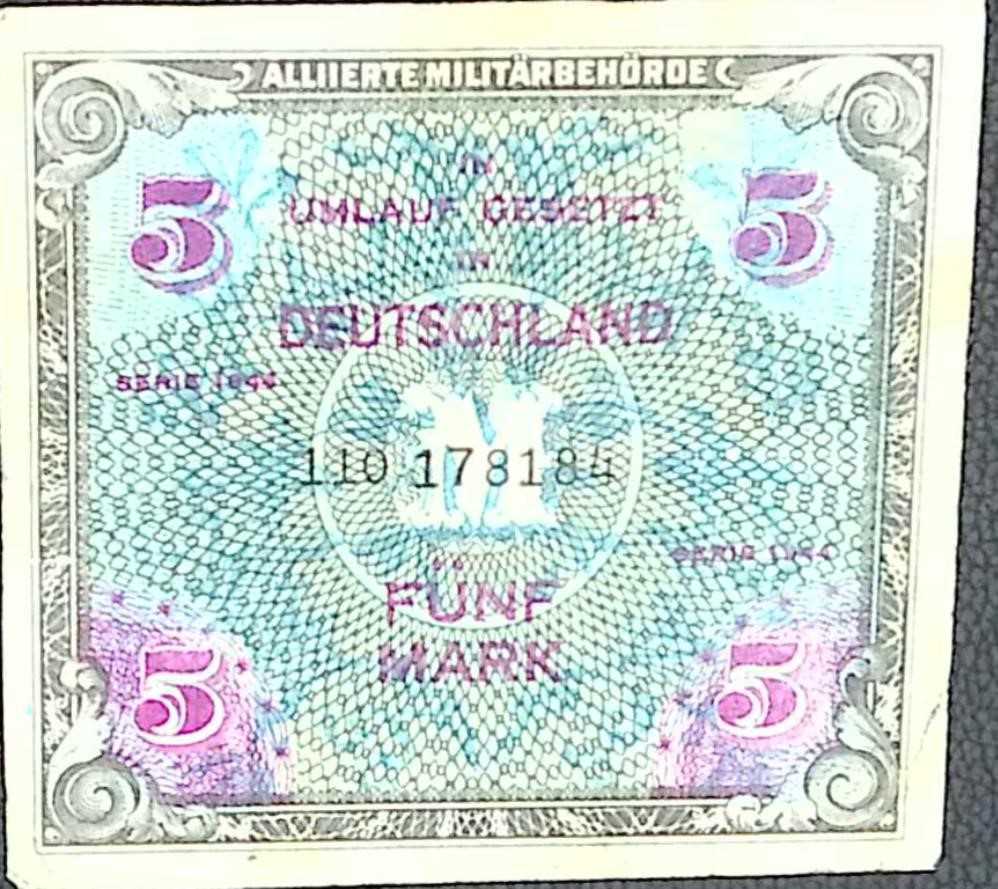 ALLIIERTE MILITÄRBEHÖRDE
5 5
IN
UMLAUF GESETZT
IN
DEUTSCHLAND
SERIE 1944
M
110 178184
SERIE 1944
FÜNF
MARK
5 5